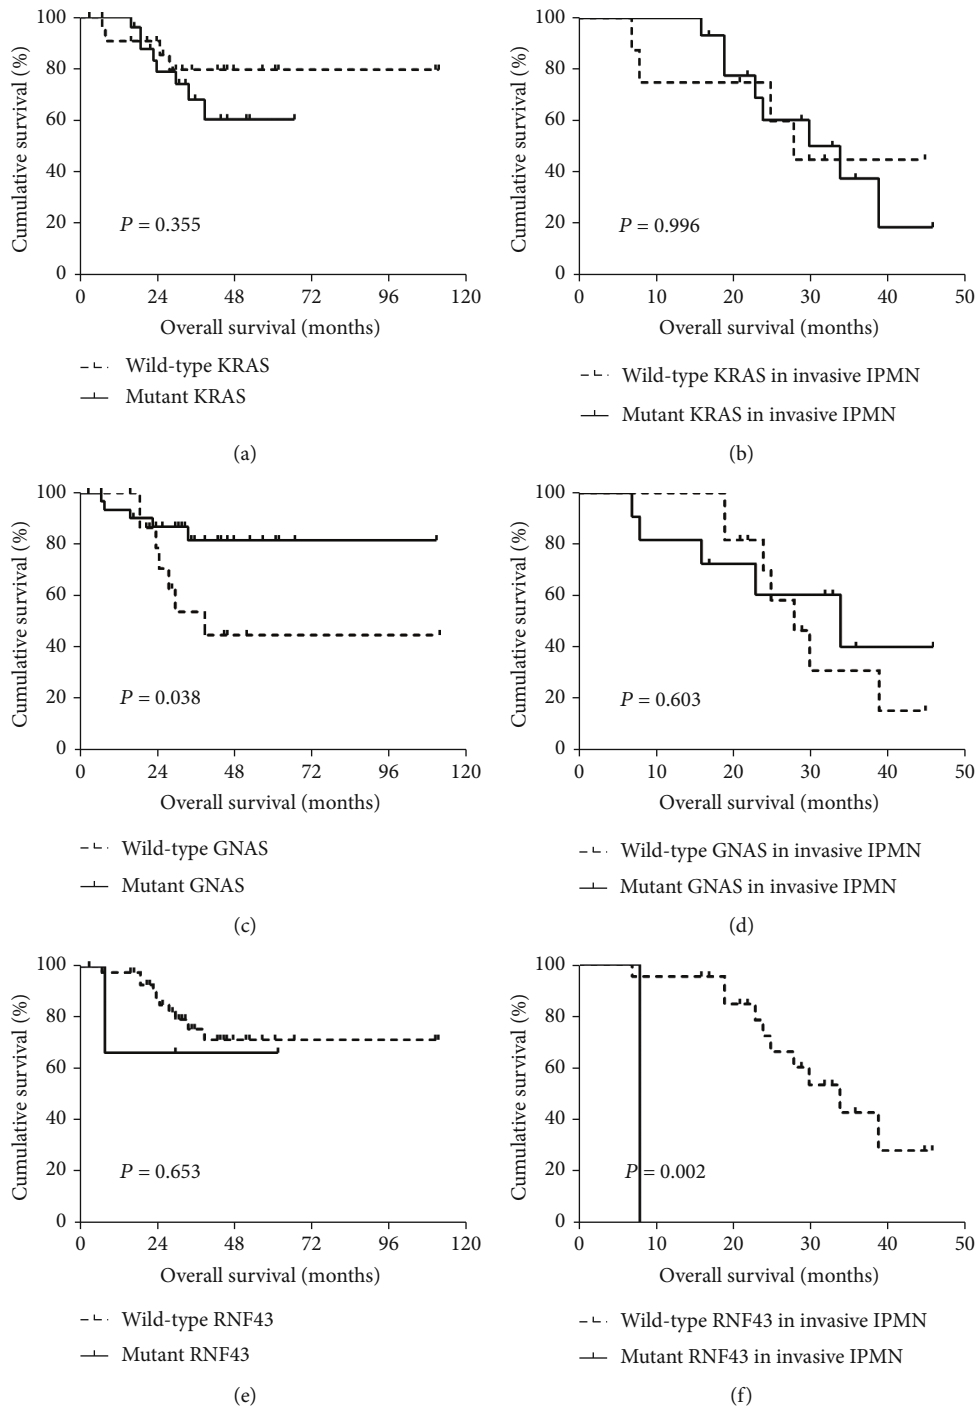 100
80
60
40
20
0
Cumulative survival (%)
P = 0.355
0 24 48 72 96 120
Overall survival (months)
Wild-type KRAS
Mutant KRAS
(a)
100
80
60
40
20
0
Cumulative survival (%)
P = 0.996
0 10 20 30 40 50
Overall survival (months)
Wild-type KRAS in invasive IPMN
Mutant KRAS in invasive IPMN
(b)
100
80
60
40
20
0
Cumulative survival (%)
P = 0.038
0 24 48 72 96 120
Overall survival (months)
Wild-type GNAS
Mutant GNAS
(c)
100
80
60
40
20
0
Cumulative survival (%)
P = 0.603
0 10 20 30 40 50
Overall survival (months)
Wild-type GNAS in invasive IPMN
Mutant GNAS in invasive IPMN
(d)
100
80
60
40
20
0
Cumulative survival (%)
P = 0.653
0 24 48 72 96 120
Overall survival (months)
Wild-type RNF43
Mutant RNF43
(e)
100
80
60
40
20
0
Cumulative survival (%)
P = 0.002
0 10 20 30 40 50
Overall survival (months)
Wild-type RNF43 in invasive IPMN
Mutant RNF43 in invasive IPMN
(f)